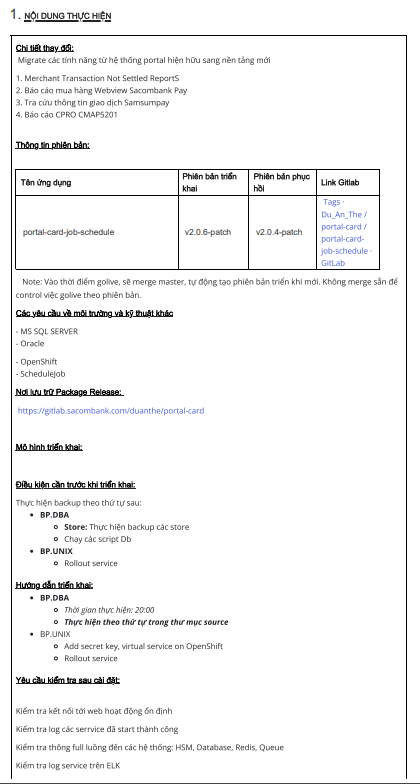 1. NỘI DUNG THỰC HIỆN
Chi tiết thay đổi:
Migrate các tính năng từ hệ thống portal hiện hữu sang nền tảng mới
1. Merchant Transaction Not Settled ReportS
2. Báo cáo mua hàng Webview Sacombank Pay
3. Tra cứu thông tin giao dịch Samsumpay
4. Báo cáo CPRO CMAP5201
Thông tin phiên bản:
Tên ứng dụng
Phiên bản triển khai
Phiên bản phục hồi
Link Gitlab
portal-card-job-schedule
v2.0.6-patch
v2.0.4-patch
Tags ·
Du_An_The /
portal-card /
portal-card-
job-schedule ·
GitLab
Note: Vào thời điểm golive, sẽ merge master, tự động tạo phiên bản triển khi mới. Không merge sẵn để
control việc golive theo phiên bản.
Các yêu cầu về môi trường và kỹ thuật khác
- MS SQL SERVER
- Oracle
- OpenShift
- ScheduleJob
Nơi lưu trữ Package Release:
https://gitlab.sacombank.com/duanthe/portal-card
Mô hình triển khai:
Điều kiện cần trước khi triển khai:
Thực hiện backup theo thứ tự sau:
• BP.DBA
Store: Thực hiện backup các store
Chạy các script Db
• BP.UNIX
Rollout service
Hướng dẫn triển khai:
• BP.DBA
Thời gian thực hiện: 20:00
Thực hiện theo thứ tự trong thư mục source
• BP.UNIX
Add secret key, virtual service on OpenShift
Rollout service
Yêu cầu kiểm tra sau cài đặt:
Kiểm tra kết nối tới web hoạt động ổn định
Kiểm tra log các serrvice đã start thành công
Kiểm tra thông full luồng đến các hệ thống: HSM, Database, Redis, Queue
Kiểm tra log service trên ELK